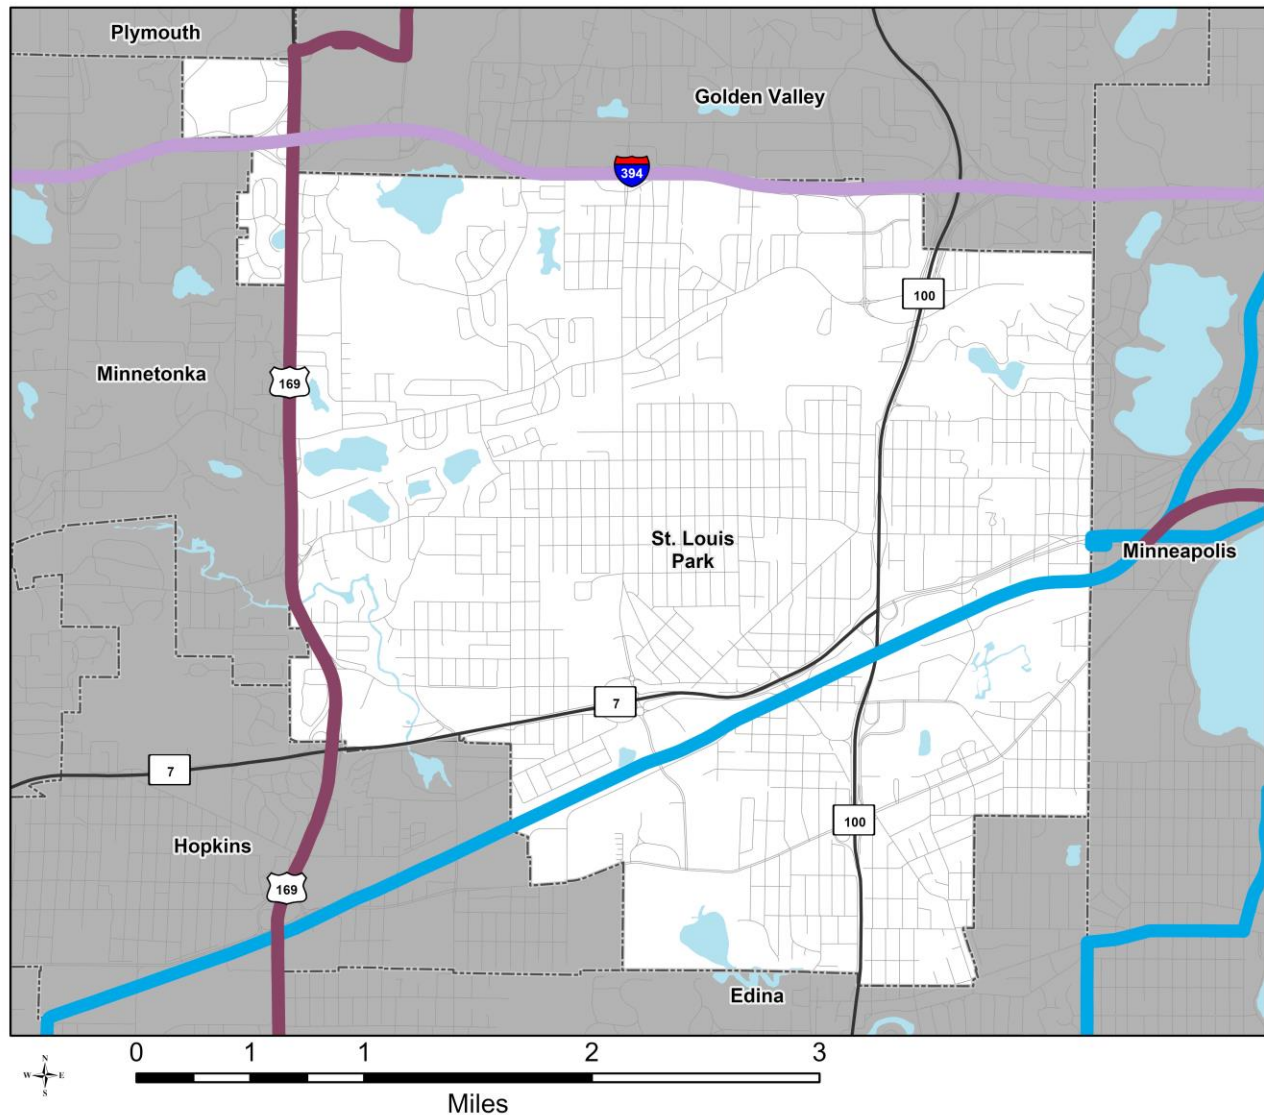 Plymouth
Golden Valley
394
100
Minnetonka
169
St. Louis
Park
Minneapolis
7
7
100
Hopkins
169
Edina
N
W E
S
0 1 1 2 3
Miles